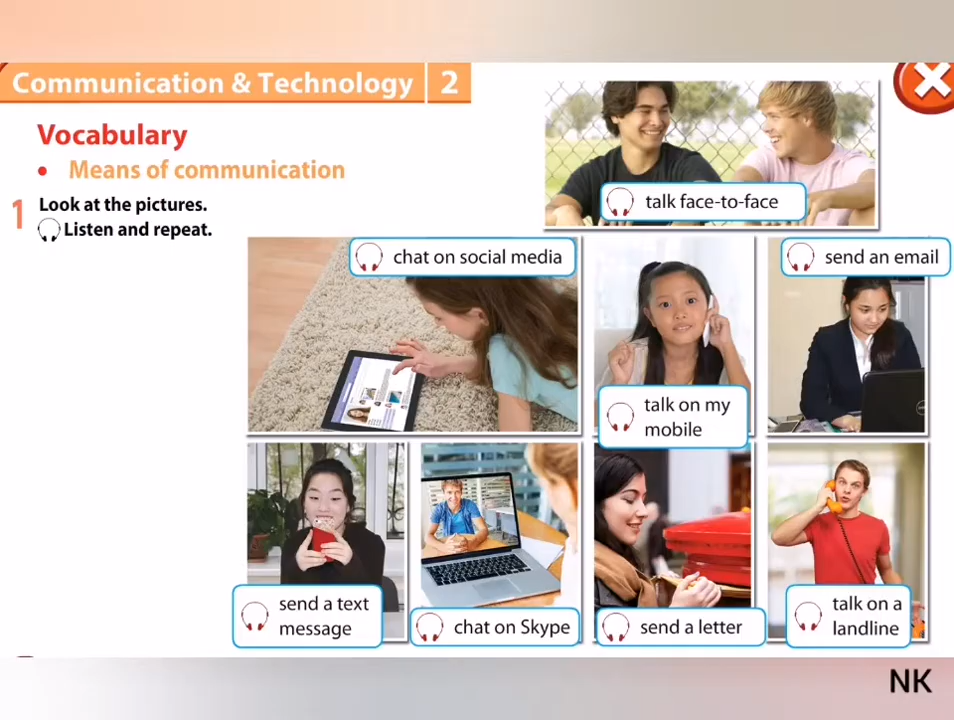 Communication & Technology 2
Vocabulary
• Means of communication
1 Look at the pictures.
Listen and repeat.
talk face-to-face
chat on social media
send an email
talk on my
mobile
send a text
message
chat on Skype
send a letter
talk on a
landline
NK